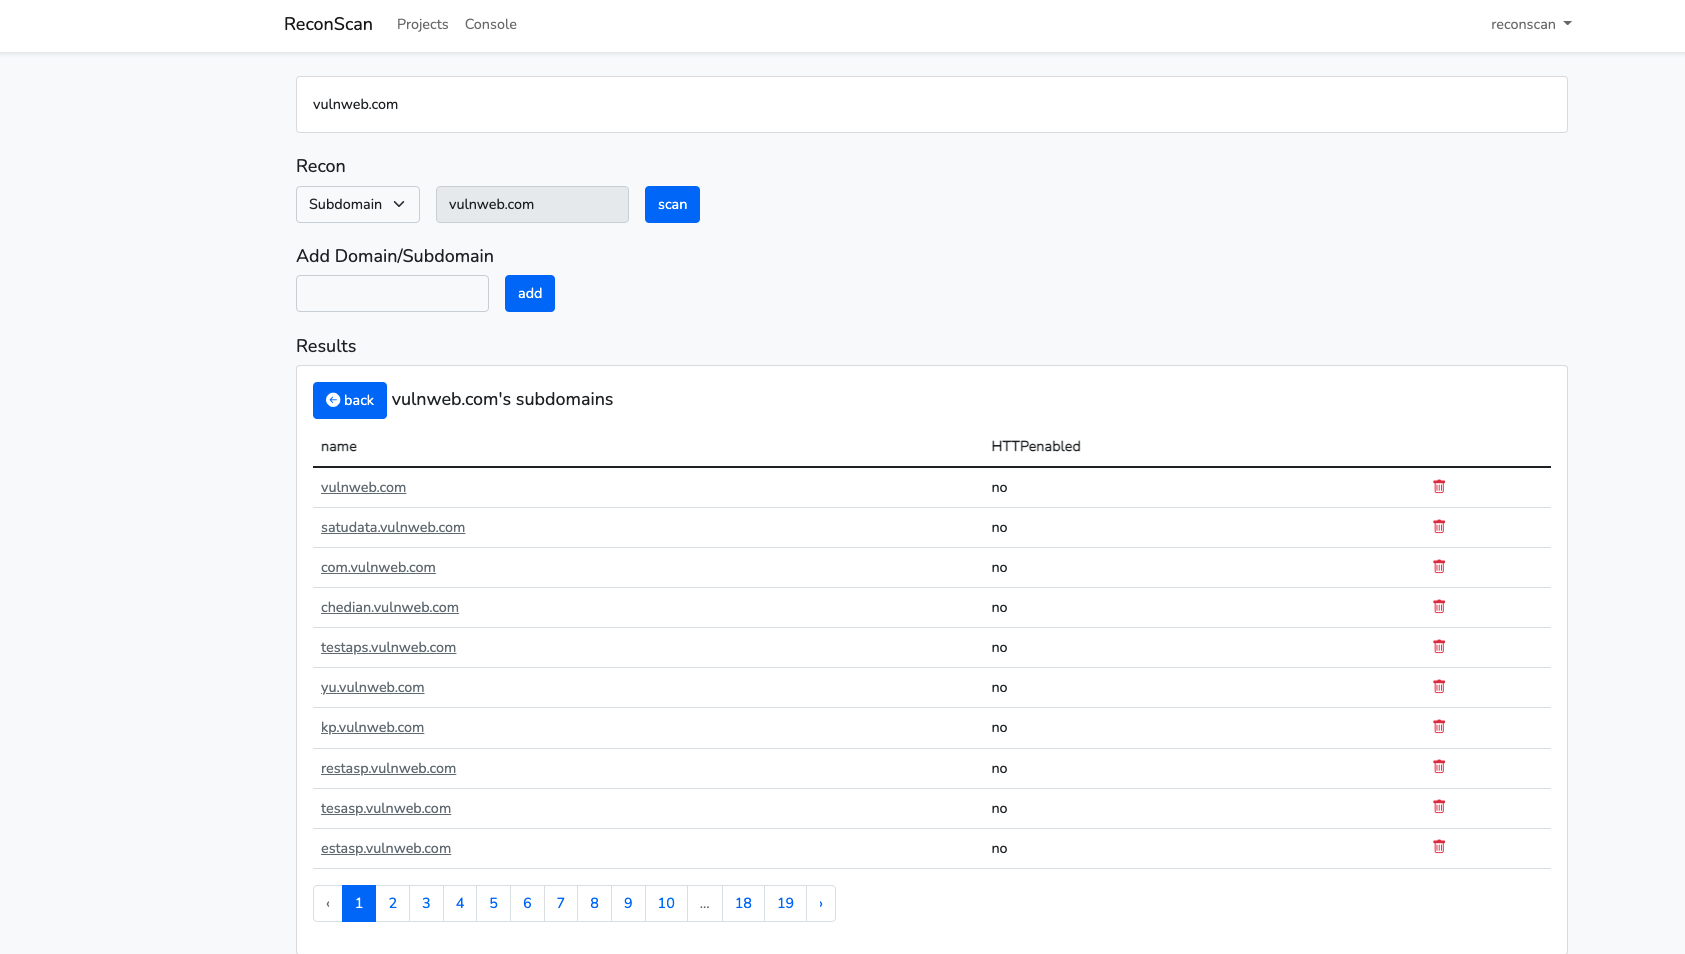 ReconScan Projects Console reconscan
vulnweb.com
Recon
Subdomain vulnweb.com scan
Add Domain/Subdomain
add
Results
back vulnweb.com's subdomains
name HTTPenabled
vulnweb.com no
satudata.vulnweb.com no
com.vulnweb.com no
chedian.vulnweb.com no
testaps.vulnweb.com no
yu.vulnweb.com no
kp.vulnweb.com no
restasp.vulnweb.com no
tesasp.vulnweb.com no
estasp.vulnweb.com no
‹ 1 2 3 4 5 6 7 8 9 10 ... 18 19 ›